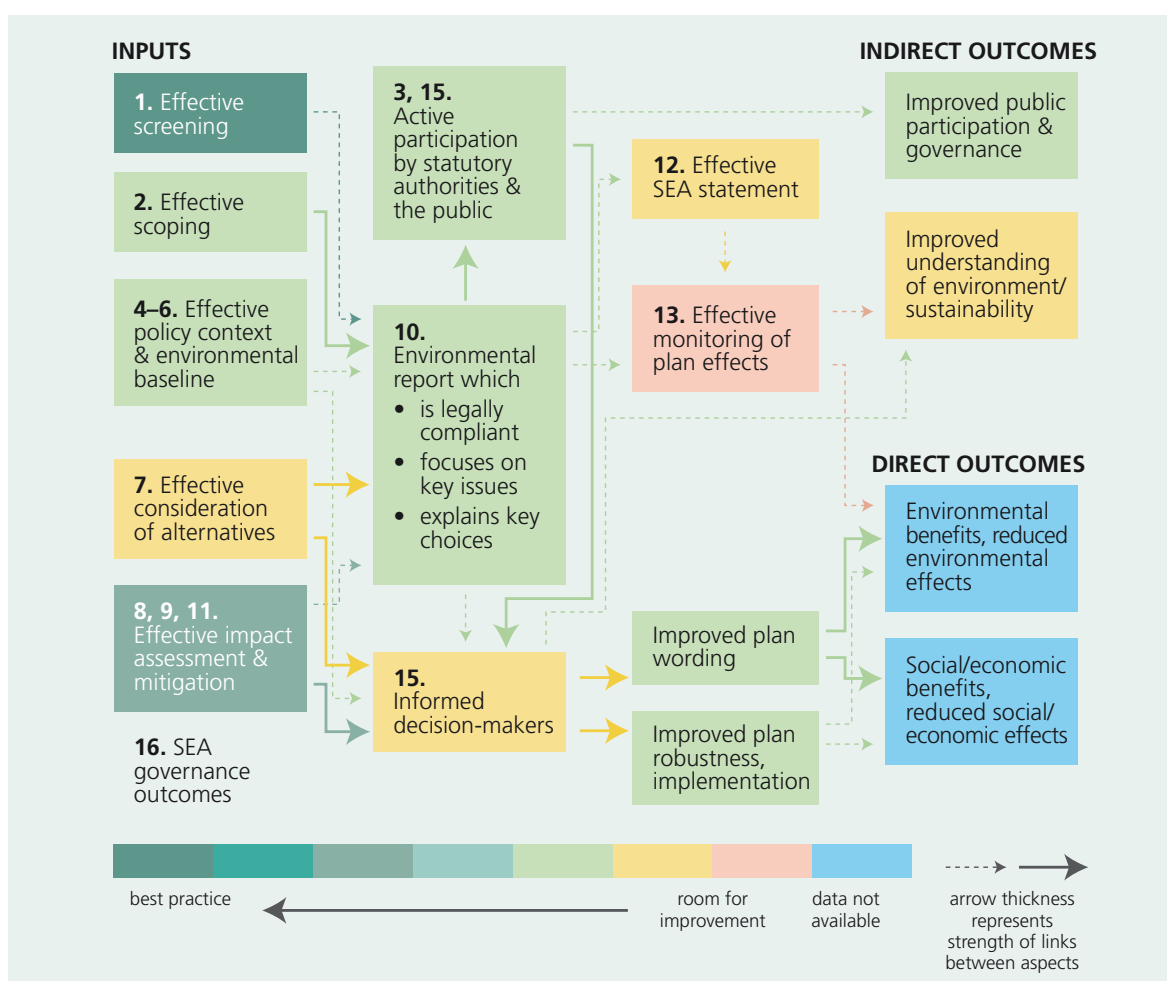 INPUTS
1. Effective
screening
2. Effective
scoping
4–6. Effective
policy context
& environmental
baseline
7. Effective
consideration
of alternatives
8, 9, 11.
Effective impact
assessment &
mitigation
16. SEA
governance
outcomes
3, 15.
Active
participation
by statutory
authorities &
the public
10.
Environmental
report which
• is legally
compliant
• focuses on
key issues
• explains key
choices
15.
Informed
decision-makers
12. Effective
SEA statement
13. Effective
monitoring of
plan effects
Improved plan
wording
Improved plan
robustness,
implementation
INDIRECT OUTCOMES
Improved public
participation &
governance
Improved
understanding
of environment/
sustainability
DIRECT OUTCOMES
Environmental
benefits, reduced
environmental
effects
Social/economic
benefits,
reduced social/
economic effects
best practice
room for
improvement
data not
available
arrow thickness
represents
strength of links
between aspects